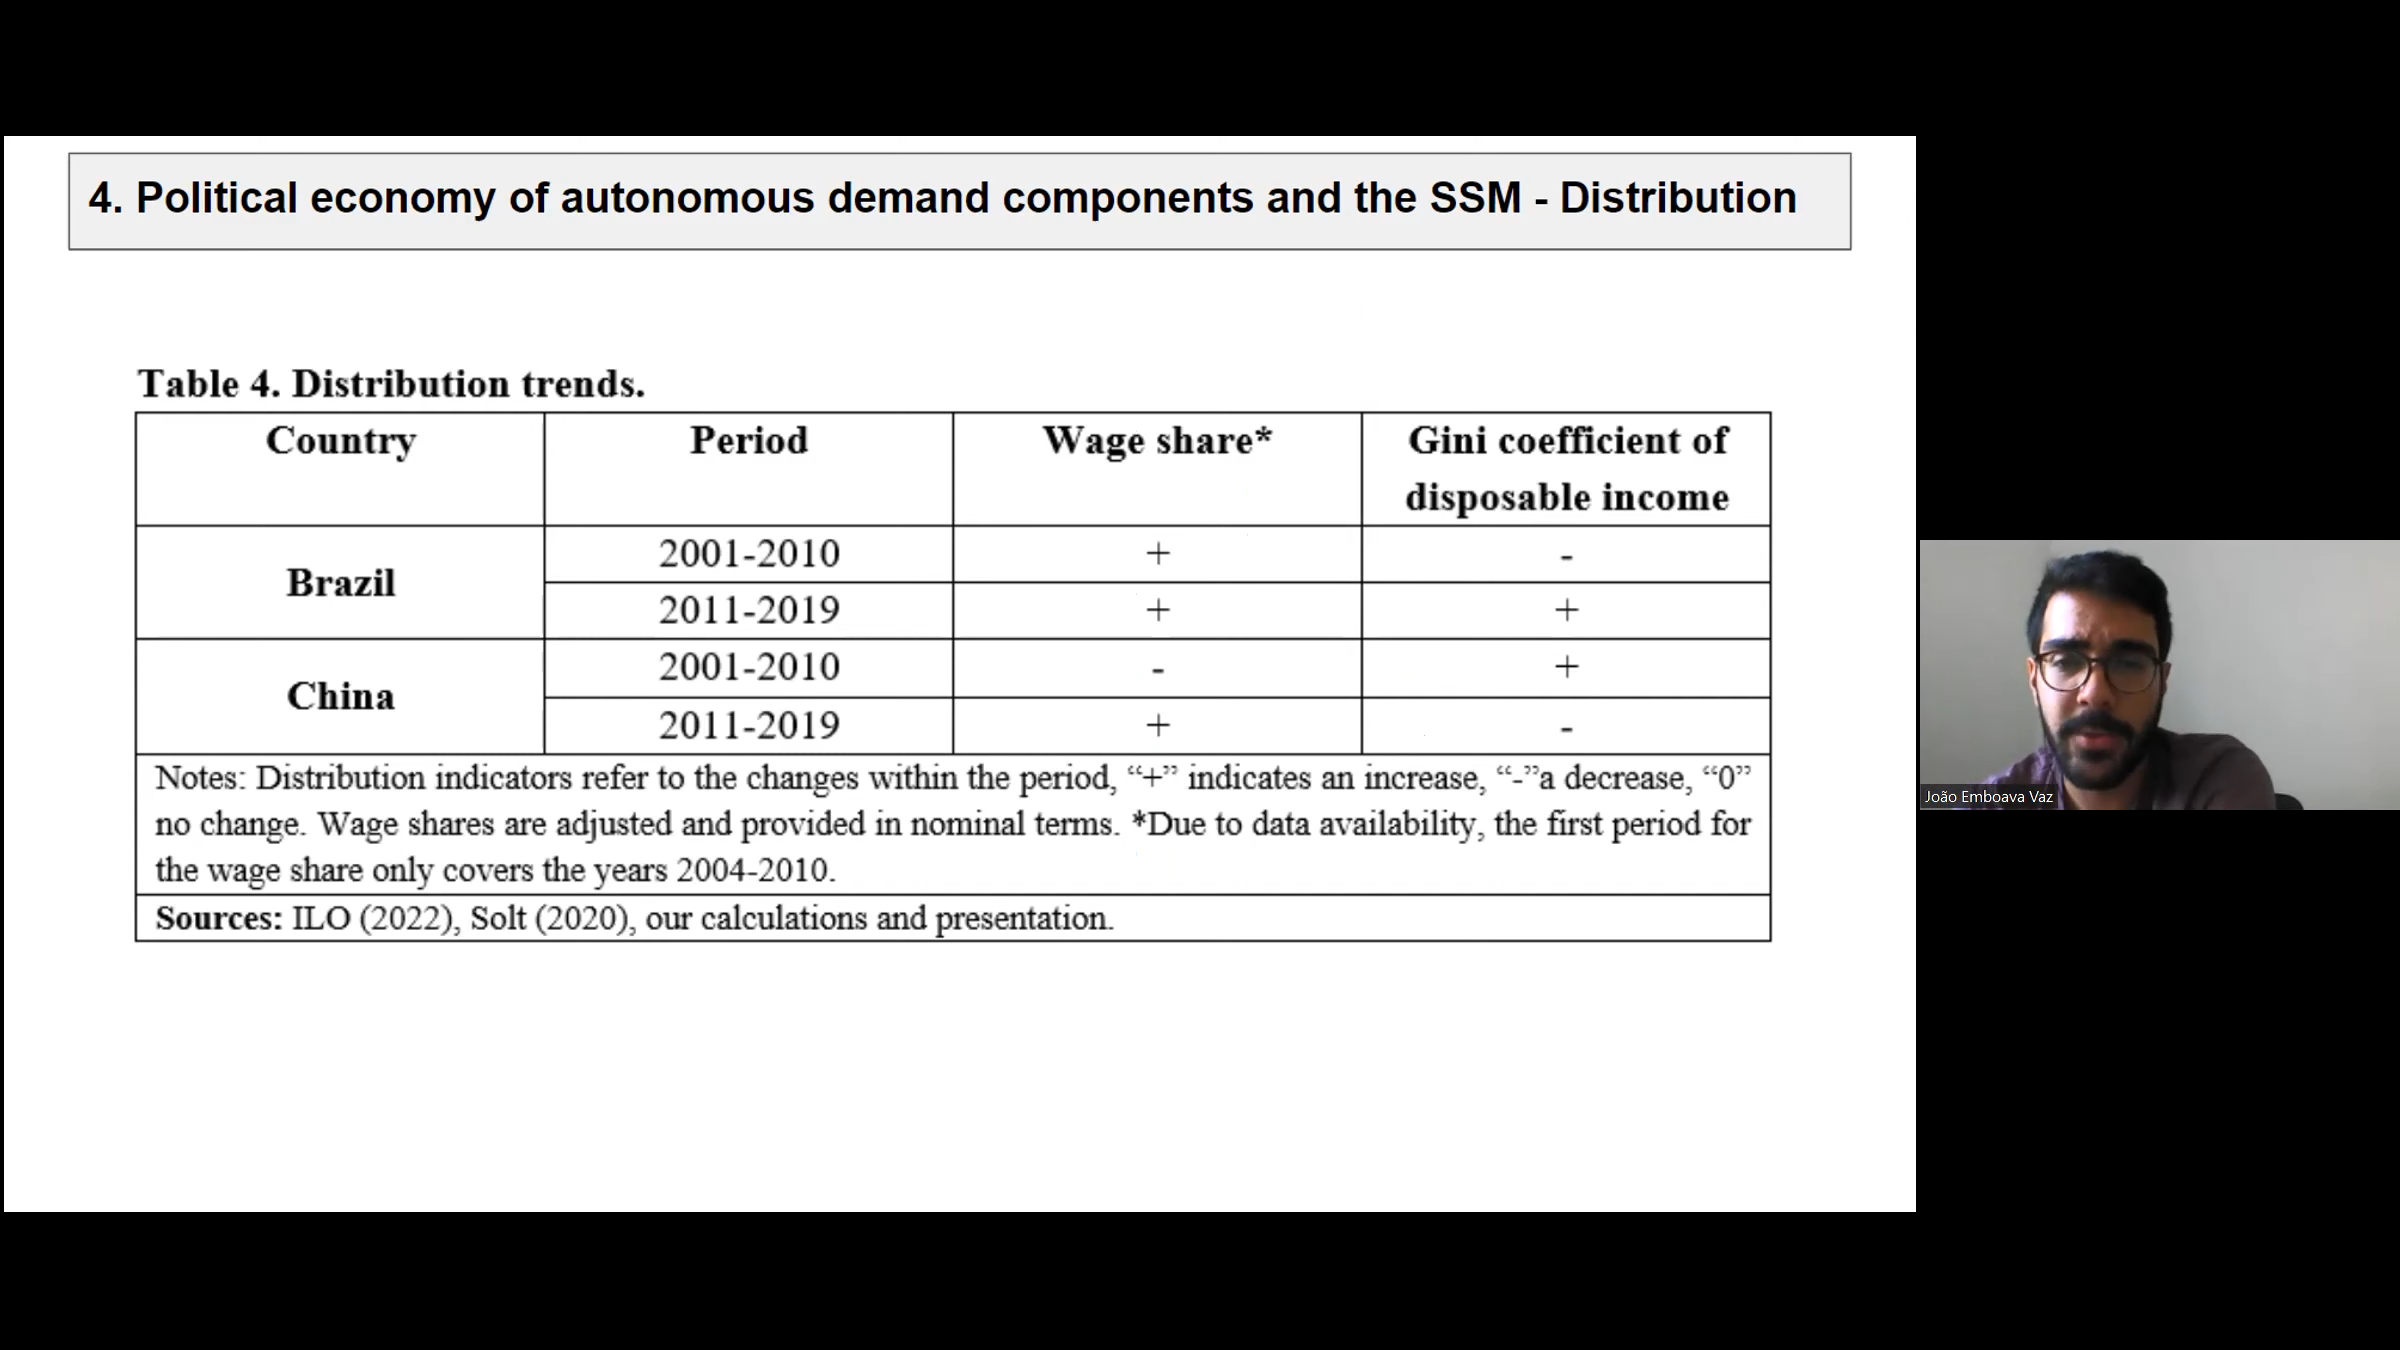 4. Political economy of autonomous demand components and the SSM - Distribution
Table 4. Distribution trends.
Country Period Wage share* Gini coefficient of
disposable income
Brazil
2001-2010 + -
2011-2019 + +
China
2001-2010 - +
2011-2019 + -
Notes: Distribution indicators refer to the changes within the period, “+” indicates an increase, “-”a decrease, “0”
no change. Wage shares are adjusted and provided in nominal terms. *Due to data availability, the first period for
the wage share only covers the years 2004-2010.
Sources: ILO (2022), Solt (2020), our calculations and presentation.
João Emboava Vaz